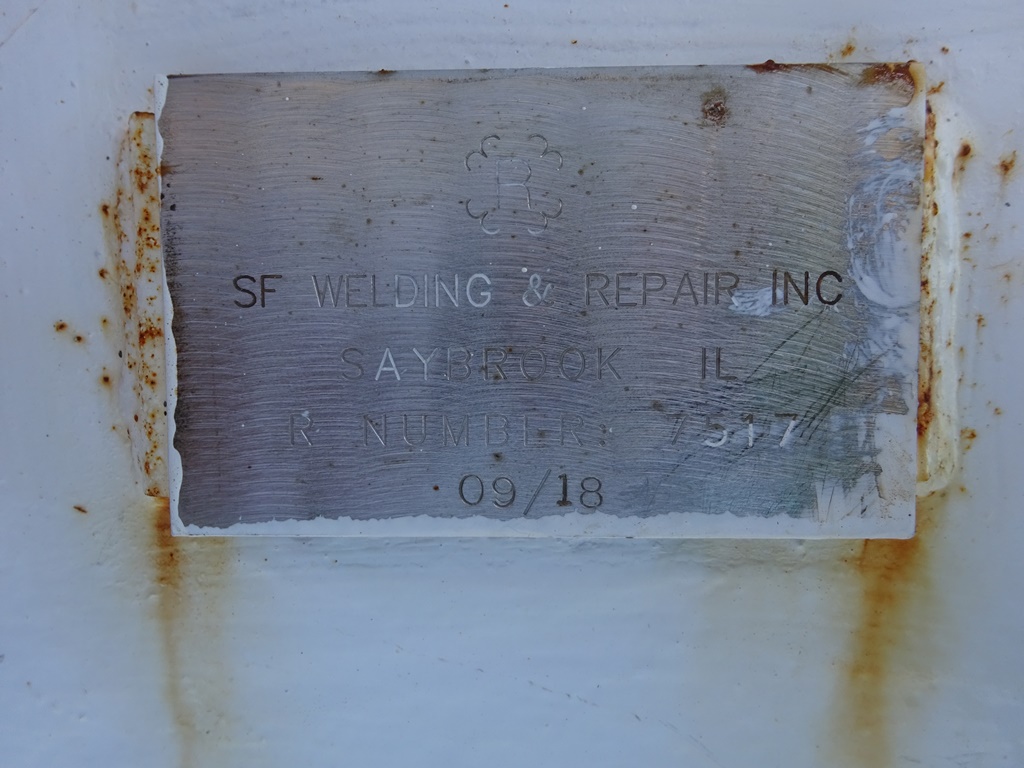 R
SF WELDING & REPAIR INC
SAYBROOK IL
R NUMBER: 7517
09/18